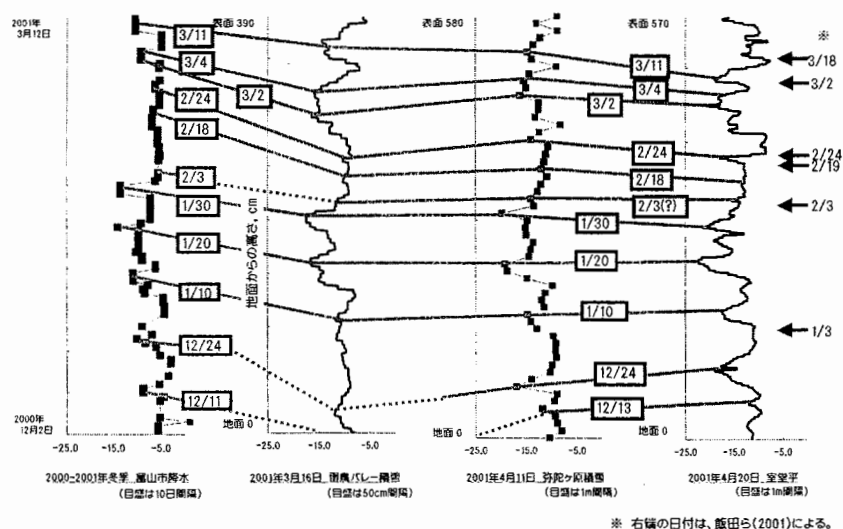 2001年
3月12日
表面 390
表面 580
表面 570
※
3/11
3/4
3/2
2/24
2/18
2/3
1/30
1/20
1/10
12/24
12/11
地面からの高さ, cm
3/11
3/4
3/2
2/24
2/18
2/3(?)
1/30
1/20
1/10
12/24
12/13
3/18
3/2
2/24
2/19
2/3
1/3
2000年
12月2日
地面 0
地面 0
地面 0
-25.0 -15.0 -5.0
-25.0 -15.0 -5.0
-25.0 -15.0 -5.0
-25.0 -15.0 -5.0
2000-2001年冬季 富山市降水
(目盛は10日間隔)
2001年3月16日 バレー積雪
(目盛は50cm間隔)
2001年4月11日 弥陀ヶ原積雪
(目盛は1m間隔)
2001年4月20日 室堂平
(目盛は1m間隔)
※ 右端の日付は、飯田ら(2001)による。